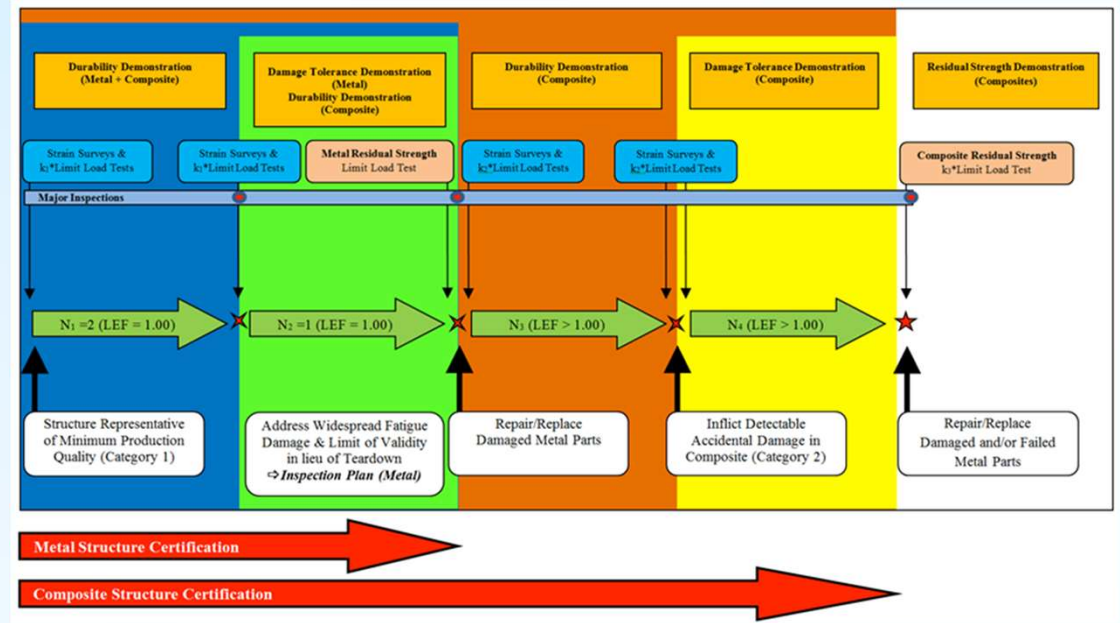 Durability Demonstration
(Metal + Composite)
Damage Tolerance Demonstration
(Metal)
Durability Demonstration
(Composite)
Durability Demonstration
(Composite)
Damage Tolerance Demonstration
(Composite)
Residual Strength Demonstration
(Composites)
Strain Surveys &
k₁*Limit Load Tests
Strain Surveys &
k₁*Limit Load Tests
Metal Residual Strength
Limit Load Test
Strain Surveys &
k₂*Limit Load Tests
Strain Surveys &
k₂*Limit Load Tests
Composite Residual Strength
k₃*Limit Load Test
Major Inspections
N₁ =2 (LEF = 1.00)
N₂ =1 (LEF = 1.00)
N₃ (LEF > 1.00)
N₄ (LEF > 1.00)
Structure Representative
of Minimum Production
Quality (Category 1)
Address Widespread Fatigue
Damage & Limit of Validity
in lieu of Teardown
⇨Inspection Plan (Metal)
Repair/Replace
Damaged Metal Parts
Inflict Detectable
Accidental Damage in
Composite (Category 2)
Repair/Replace
Damaged and/or Failed
Metal Parts
Metal Structure Certification
Composite Structure Certification